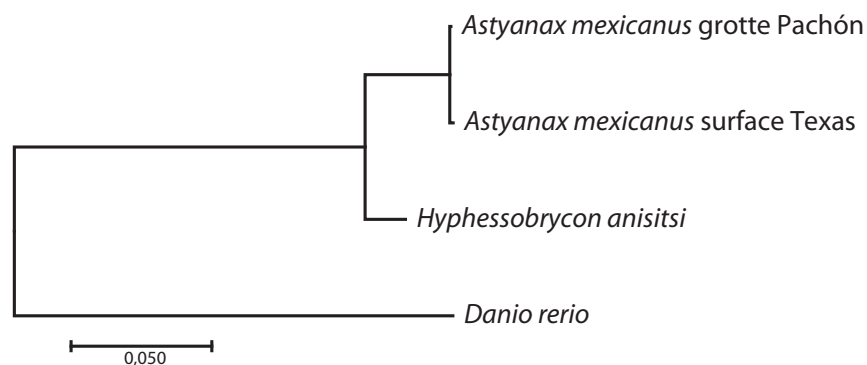 Astyanax mexicanus grotte Pachón
Astyanax mexicanus surface Texas
Hyphessobrycon anisitsi
Danio rerio
0,050